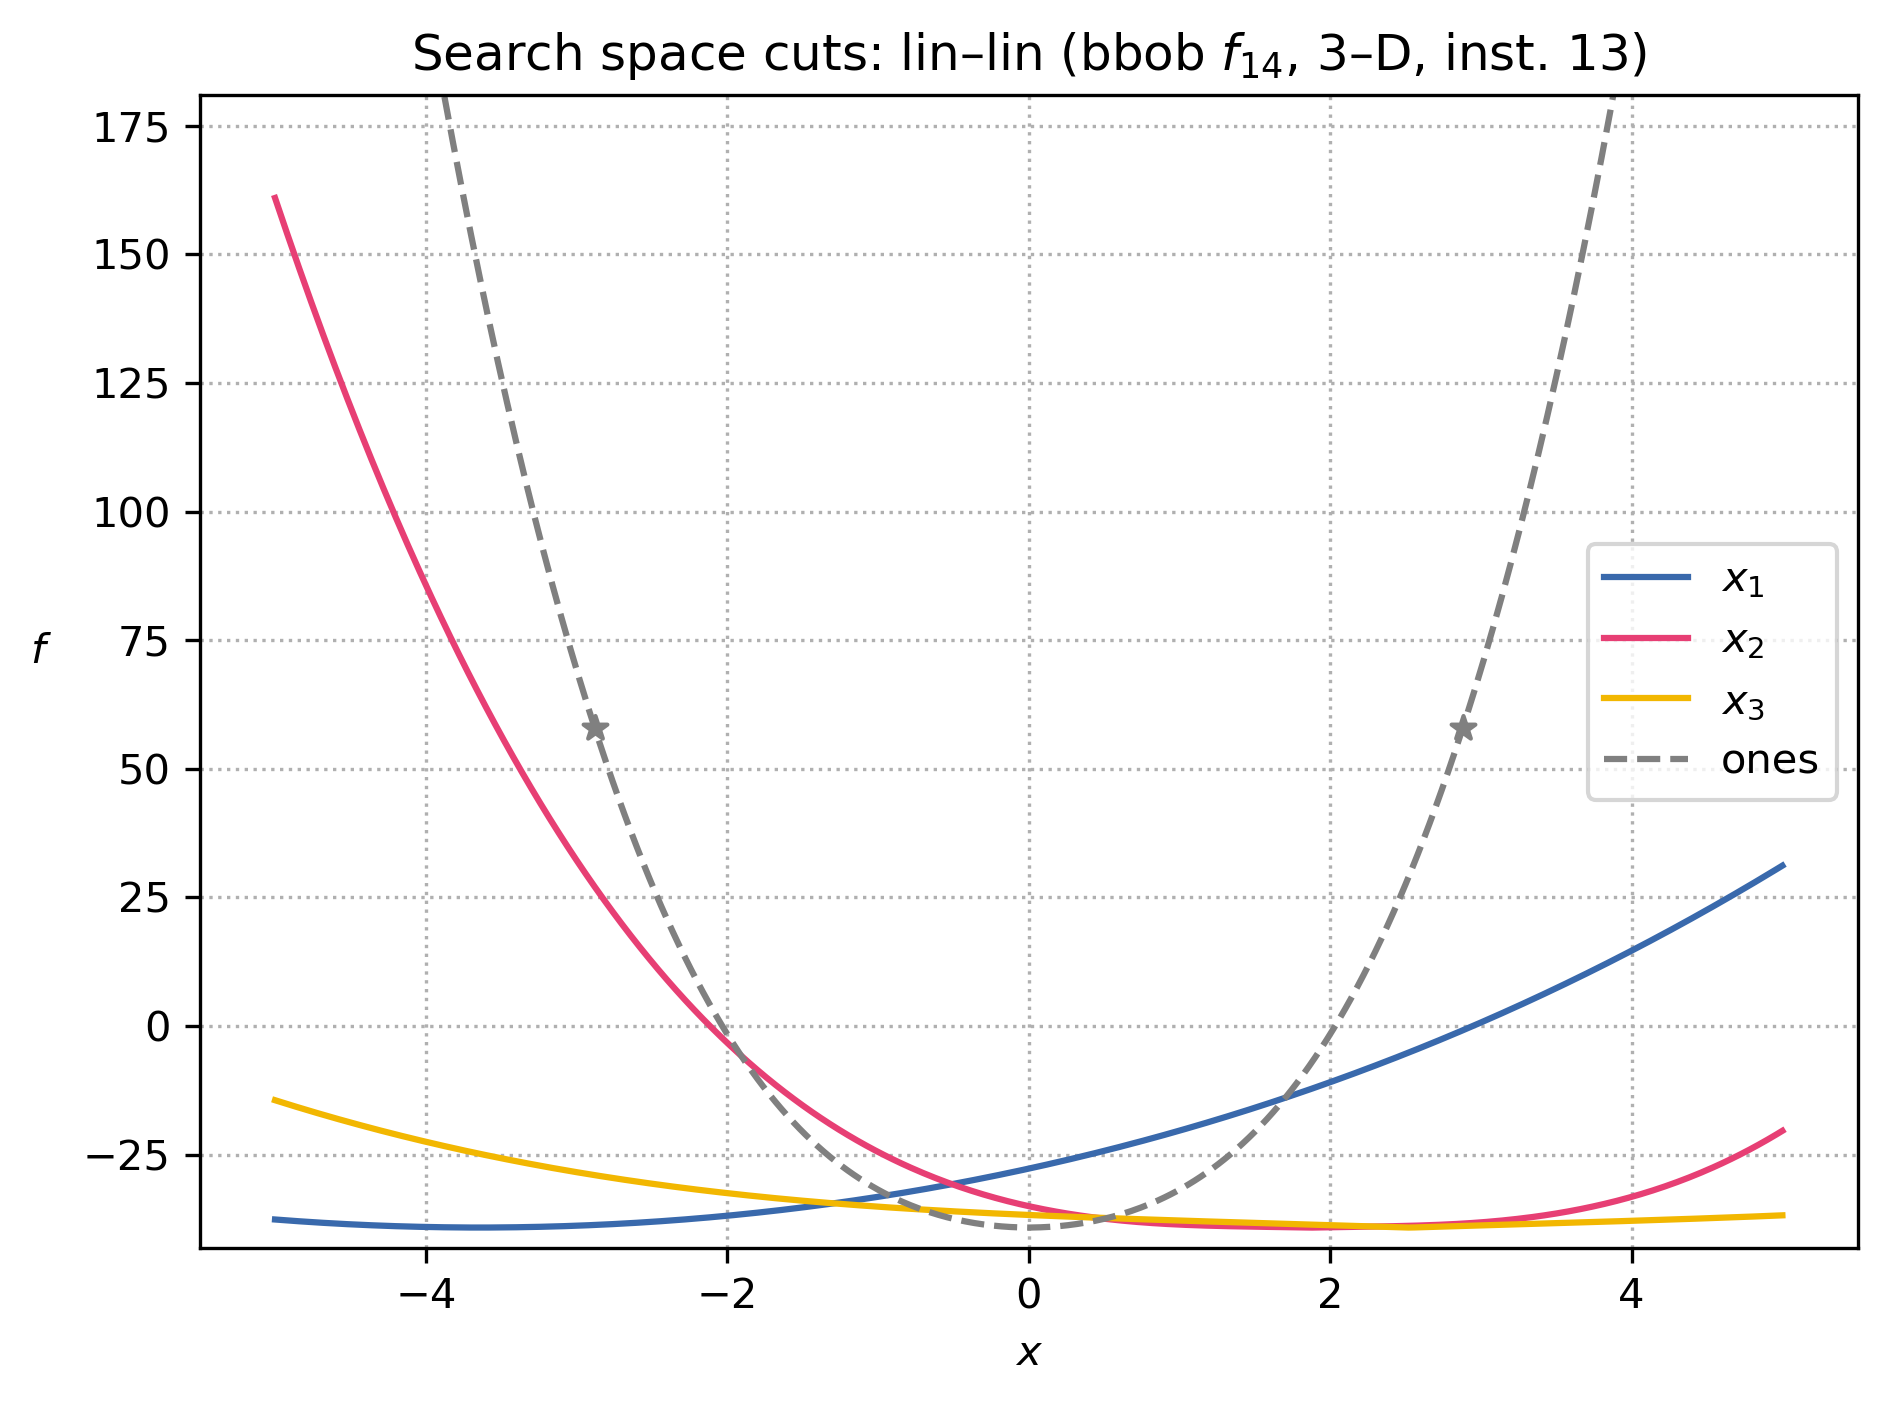 Search space cuts: lin–lin (bbob f14, 3–D, inst. 13)
175
150
125
100
75
50
25
0
−25
f
x1
x2
x3
ones
−4
−2
0
2
4
x